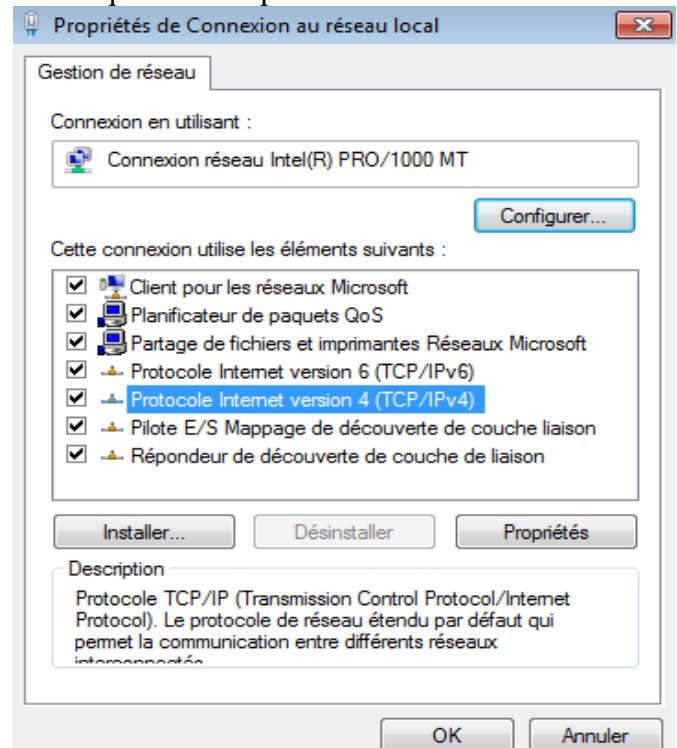 Propriétés de Connexion au réseau local
Gestion de réseau
Connexion en utilisant :
Connexion réseau Intel(R) PRO/1000 MT
Configurer...
Cette connexion utilise les éléments suivants :
Client pour les réseaux Microsoft
Planificateur de paquets QoS
Partage de fichiers et imprimantes Réseaux Microsoft
Protocole Internet version 6 (TCP/IPv6)
Protocole Internet version 4 (TCP/IPv4)
Pilote E/S Mappage de découverte de couche liaison
Répondeur de découverte de couche de liaison
Installer... Désinstaller Propriétés
Description
Protocole TCP/IP (Transmission Control Protocol/Internet
Protocol). Le protocole de réseau étendu par défaut qui
permet la communication entre différents réseaux
interconnectés
OK Annuler